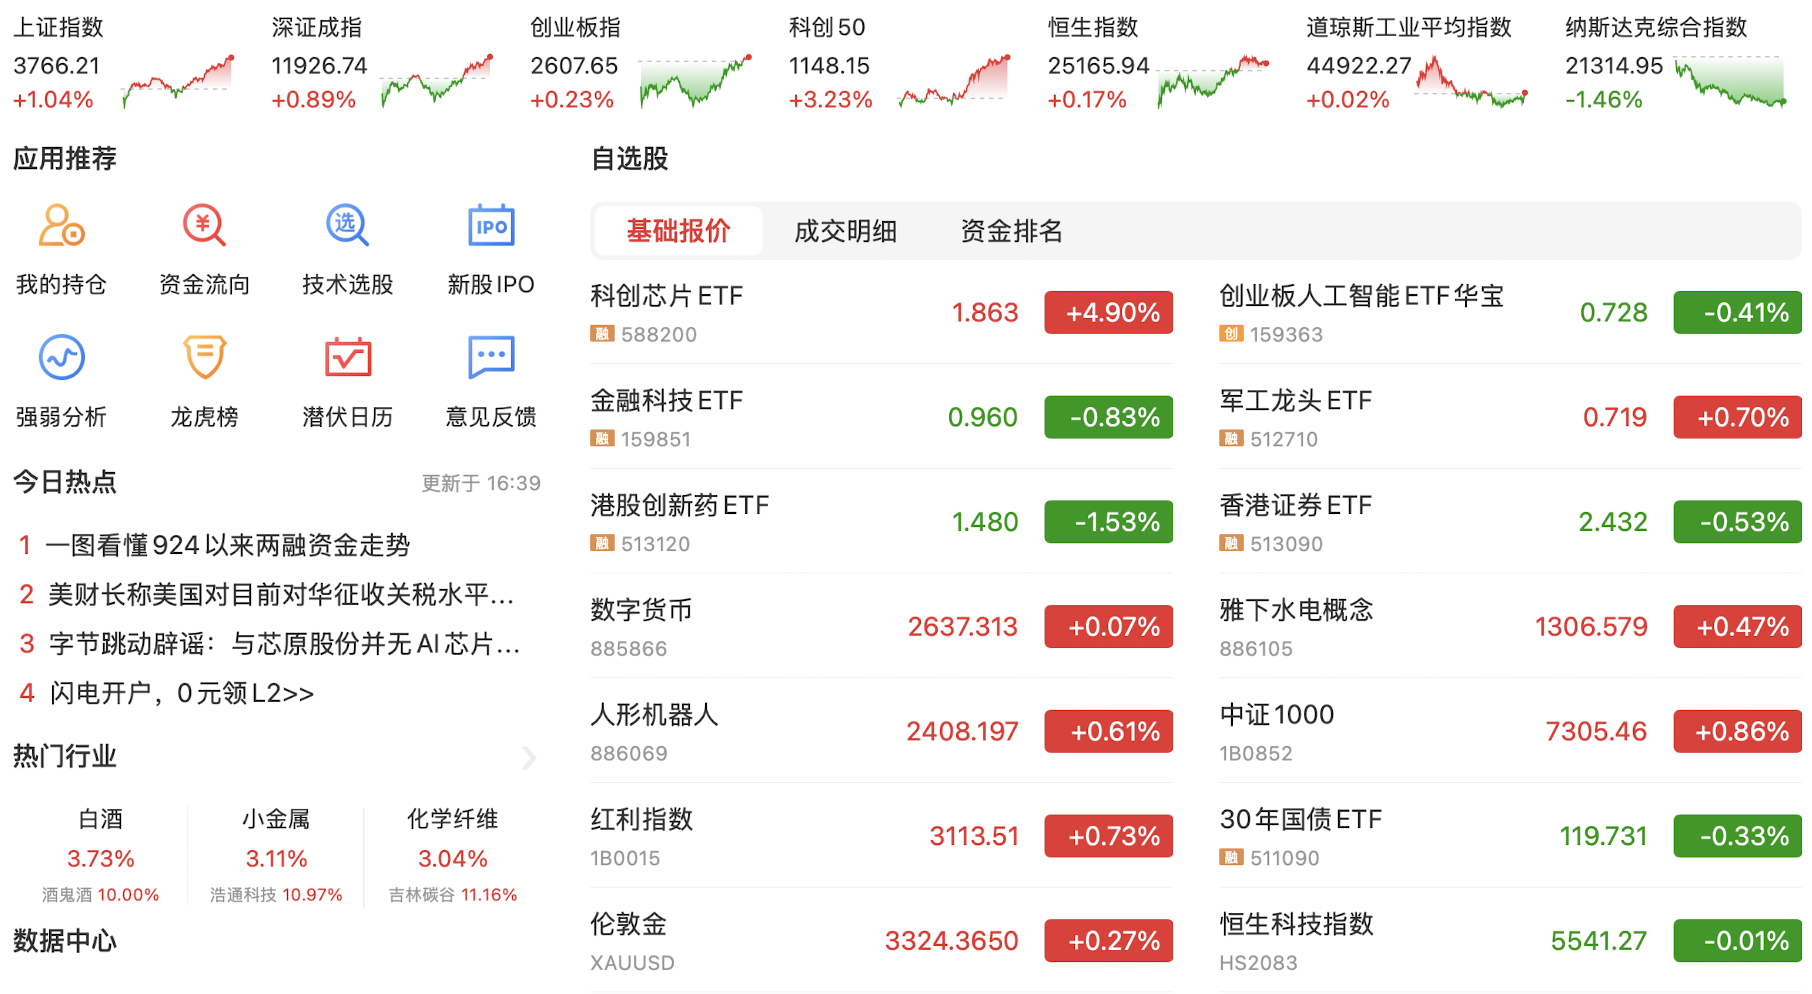 上证指数
3766.21
+1.04%
深证成指
11926.74
+0.89%
创业板指
2607.65
+0.23%
科创50
1148.15
+3.23%
恒生指数
25165.94
+0.17%
道琼斯工业平均指数
44922.27
+0.02%
纳斯达克综合指数
21314.95
-1.46%
应用推荐
我的持仓
¥
资金流向
选
技术选股
IPO
新股IPO
强弱分析
龙虎榜
潜伏日历
意见反馈
今日热点 更新于 16:39
1 一图看懂924以来两融资金走势
2 美财长称美国对目前对华征收关税水平...
3 字节跳动辟谣：与芯原股份并无AI芯片...
4 闪电开户，0元领L2>>
热门行业
白酒
3.73%
酒鬼酒 10.00%
小金属
3.11%
浩通科技 10.97%
化学纤维
3.04%
吉林碳谷 11.16%
数据中心
自选股
基础报价 成交明细 资金排名
科创芯片ETF
融 588200
1.863 +4.90%
创业板人工智能ETF华宝
创 159363
0.728 -0.41%
金融科技ETF
融 159851
0.960 -0.83%
军工龙头ETF
融 512710
0.719 +0.70%
港股创新药ETF
融 513120
1.480 -1.53%
香港证券ETF
融 513090
2.432 -0.53%
数字货币
885866
2637.313 +0.07%
雅下水电概念
886105
1306.579 +0.47%
人形机器人
886069
2408.197 +0.61%
中证1000
1B0852
7305.46 +0.86%
红利指数
1B0015
3113.51 +0.73%
30年国债ETF
融 511090
119.731 -0.33%
伦敦金
XAUUSD
3324.3650 +0.27%
恒生科技指数
HS2083
5541.27 -0.01%